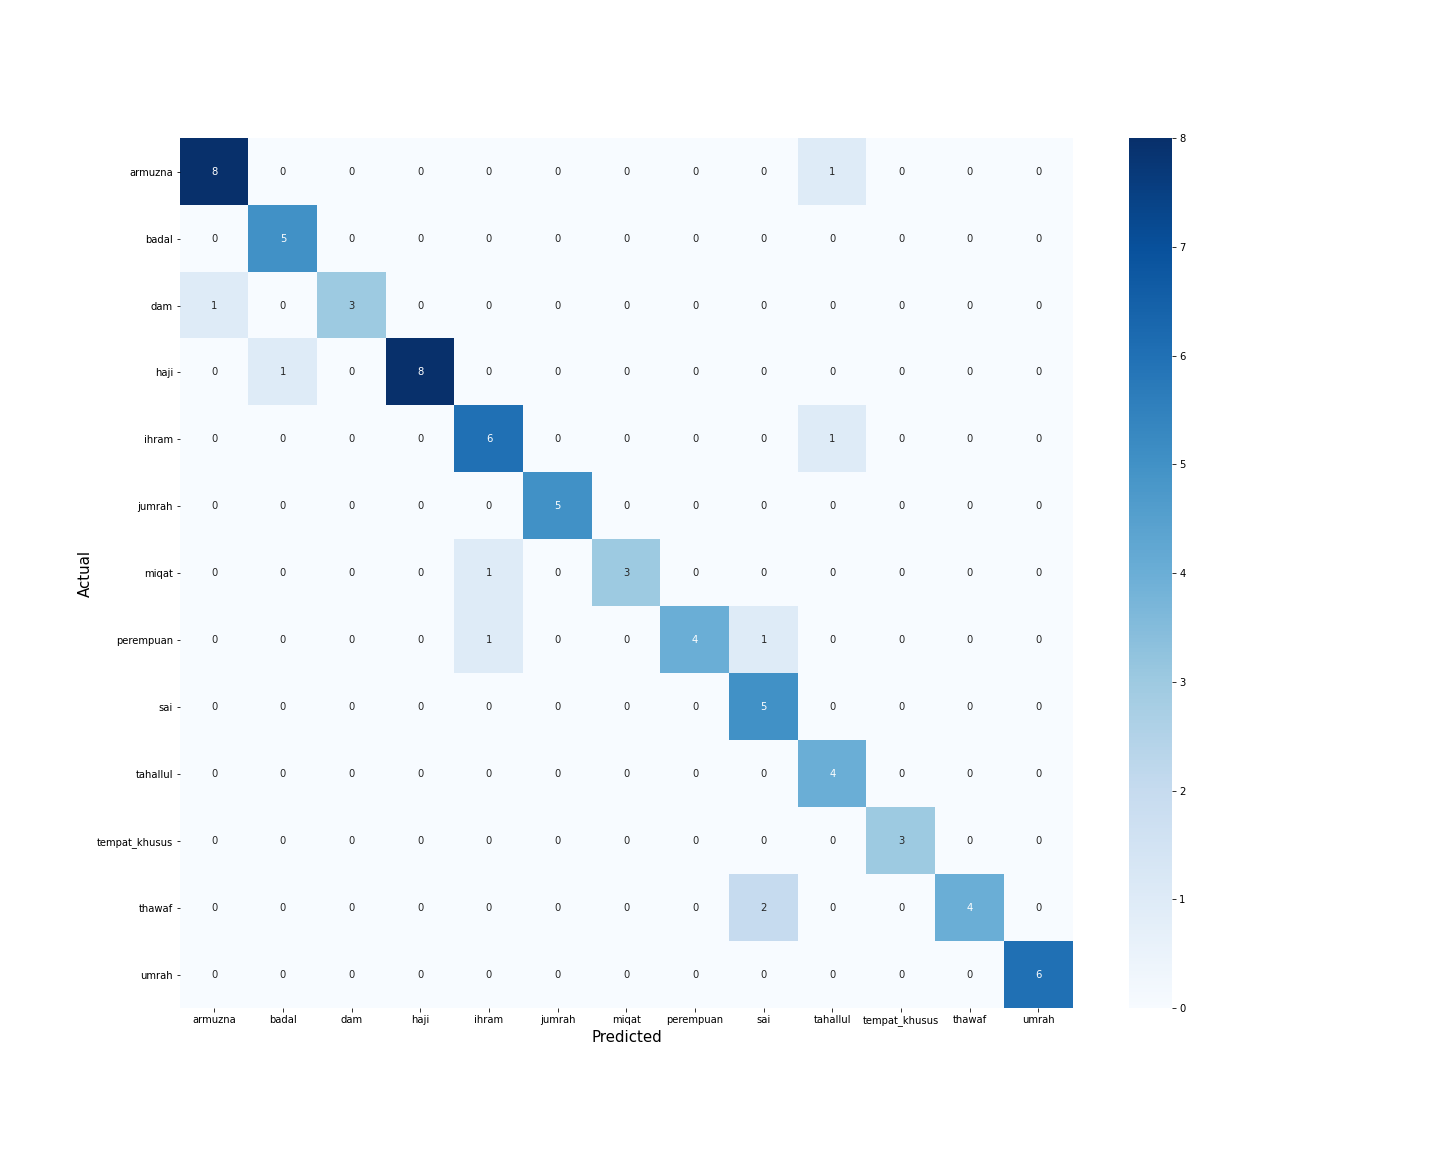 armuzna 8 0 0 0 0 0 0 0 0 1 0 0 0
badal 0 5 0 0 0 0 0 0 0 0 0 0 0
dam 1 0 3 0 0 0 0 0 0 0 0 0 0
haji 0 1 0 8 0 0 0 0 0 0 0 0 0
ihram 0 0 0 0 6 0 0 0 0 1 0 0 0
jumrah 0 0 0 0 0 5 0 0 0 0 0 0 0
miqat 0 0 0 0 1 0 3 0 0 0 0 0 0
perempuan 0 0 0 0 1 0 0 4 1 0 0 0 0
sai 0 0 0 0 0 0 0 0 5 0 0 0 0
tahallul 0 0 0 0 0 0 0 0 0 4 0 0 0
tempat_khusus 0 0 0 0 0 0 0 0 0 0 3 0 0
thawaf 0 0 0 0 0 0 0 0 2 0 0 4 0
umrah 0 0 0 0 0 0 0 0 0 0 0 0 6
armuzna badal dam haji ihram jumrah miqat perempuan sai tahallul tempat_khusus thawaf umrah
Predicted
Actual
8
7
6
5
4
3
2
1
0